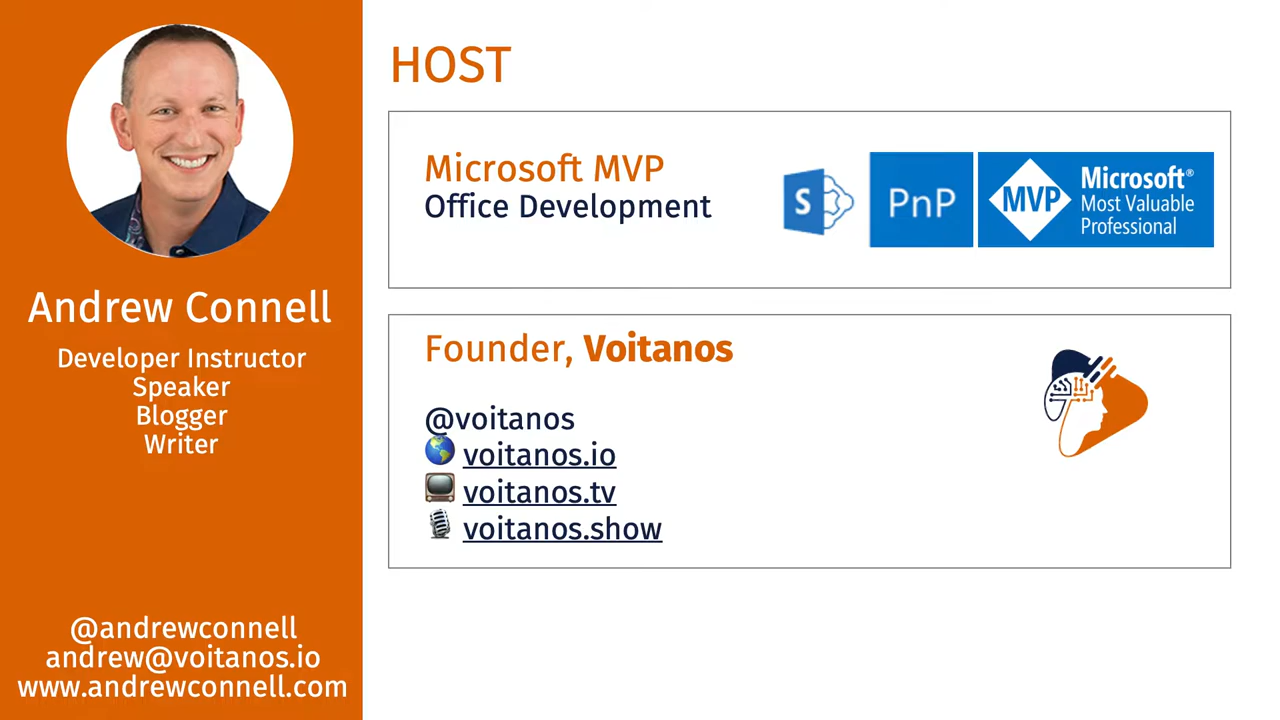 Andrew Connell
Developer Instructor
Speaker
Blogger
Writer
@andrewconnell
andrew@voitanos.io
www.andrewconnell.com
HOST
Microsoft MVP
Office Development
S
PnP
MVP
Microsoft®
Most Valuable
Professional
Founder, Voitanos
@voitanos
voitanos.io
voitanos.tv
voitanos.show